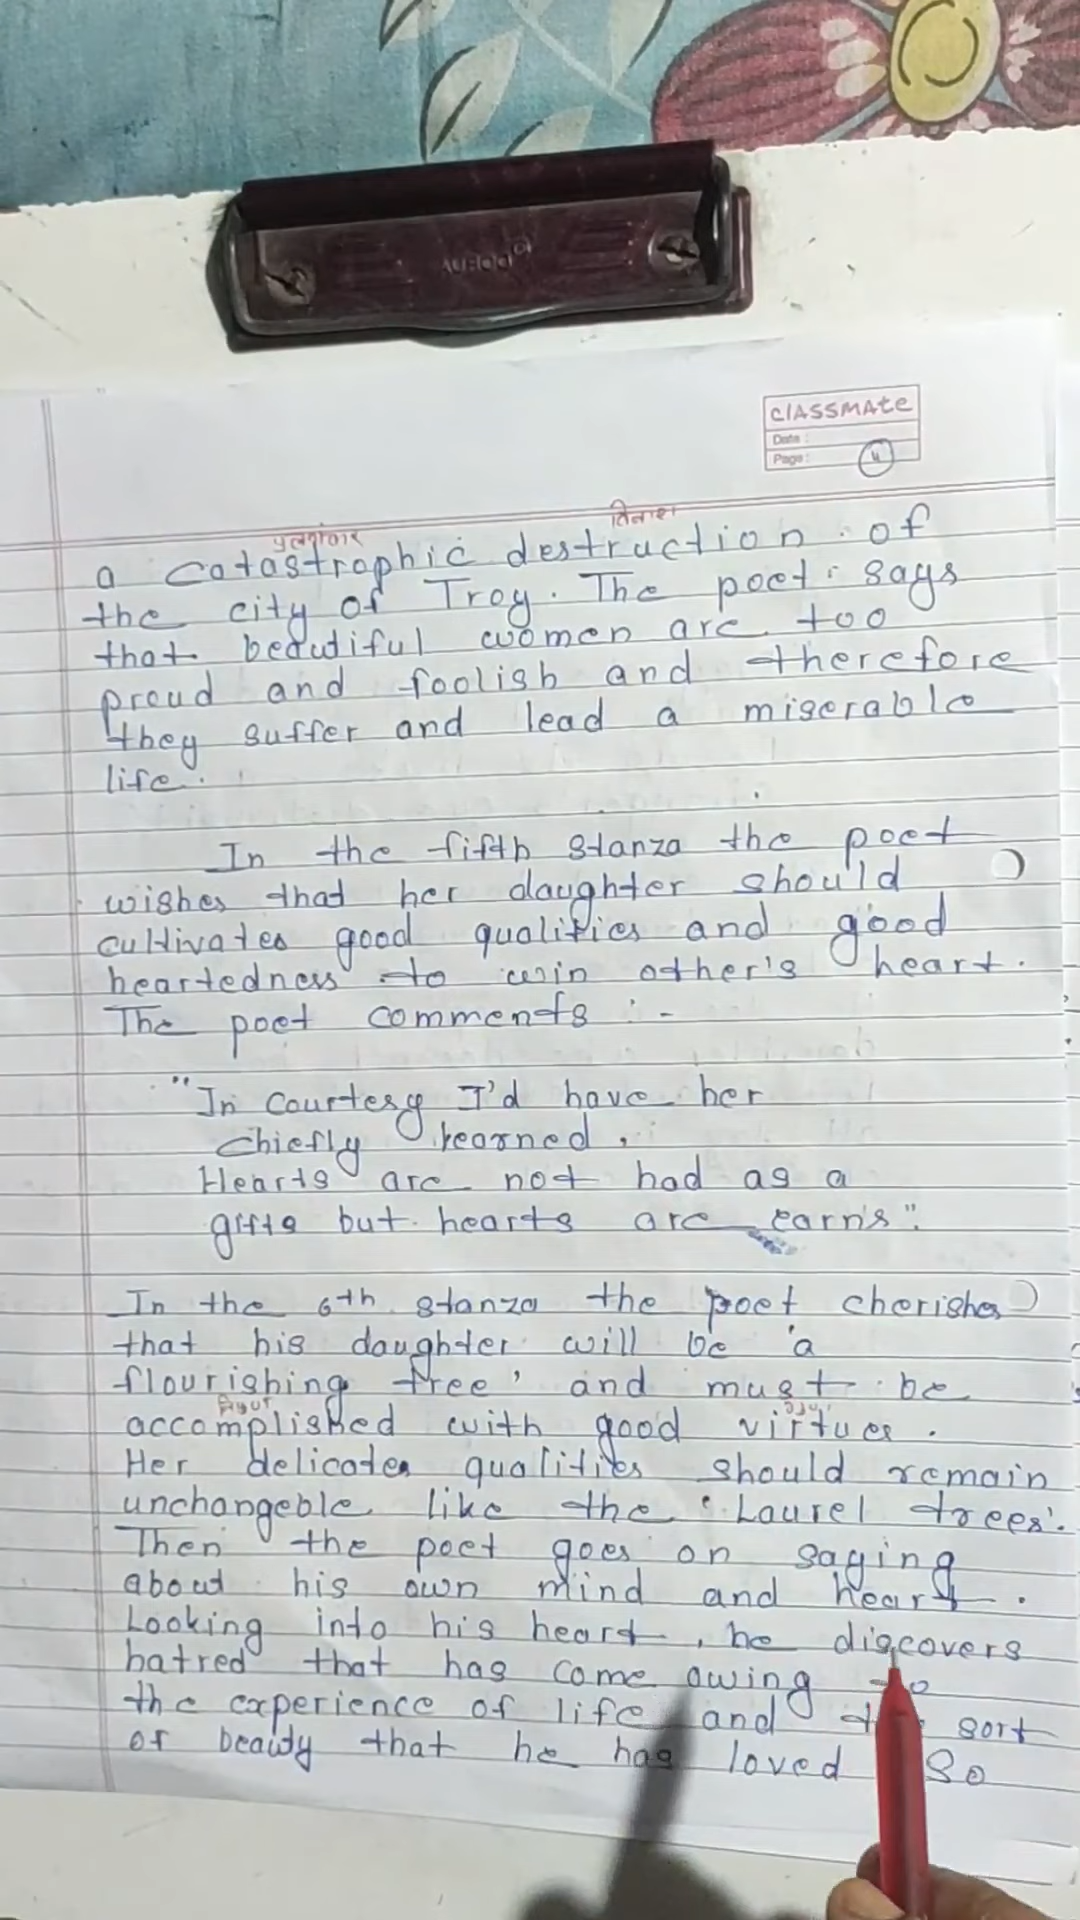 CLASSMATE
Date :
Page : 4
प्रलयंकार विनाश
a catastrophic destruction of
the city of Troy. The poet says
that beautiful women are too
proud and foolish and therefore
they suffer and lead a miserable
life.
In the fifth stanza the poet
wishes that her daughter should
cultivates good qualities and good
heartedness to win other's heart.
The poet comments :-
"In Courtesy I'd have her
chiefly learned,
Hearts are not had as a
gifts but hearts are earns".
In the 6th stanza the poet cherishes
that his daughter will be 'a
flourishing tree' and must be
accomplished with good virtues.
Her delicates qualities should remain
unchangeble like the 'Laurel trees'.
Then the poet goes on saying
about his own mind and heart.
Looking into his heart, he discovers
hatred that has come owing to
the experience of life and the sort
of beauty that he has loved So